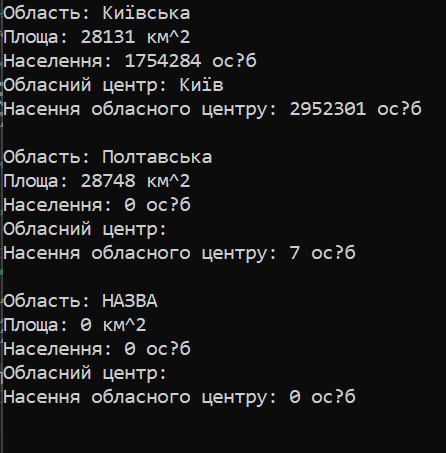 Область: Київська
Площа: 28131 км^2
Населення: 1754284 ос?б
Обласний центр: Київ
Насення обласного центру: 2952301 ос?б
Область: Полтавська
Площа: 28748 км^2
Населення: 0 ос?б
Обласний центр:
Насення обласного центру: 7 ос?б
Область: НАЗВА
Площа: 0 км^2
Населення: 0 ос?б
Обласний центр:
Насення обласного центру: 0 ос?б